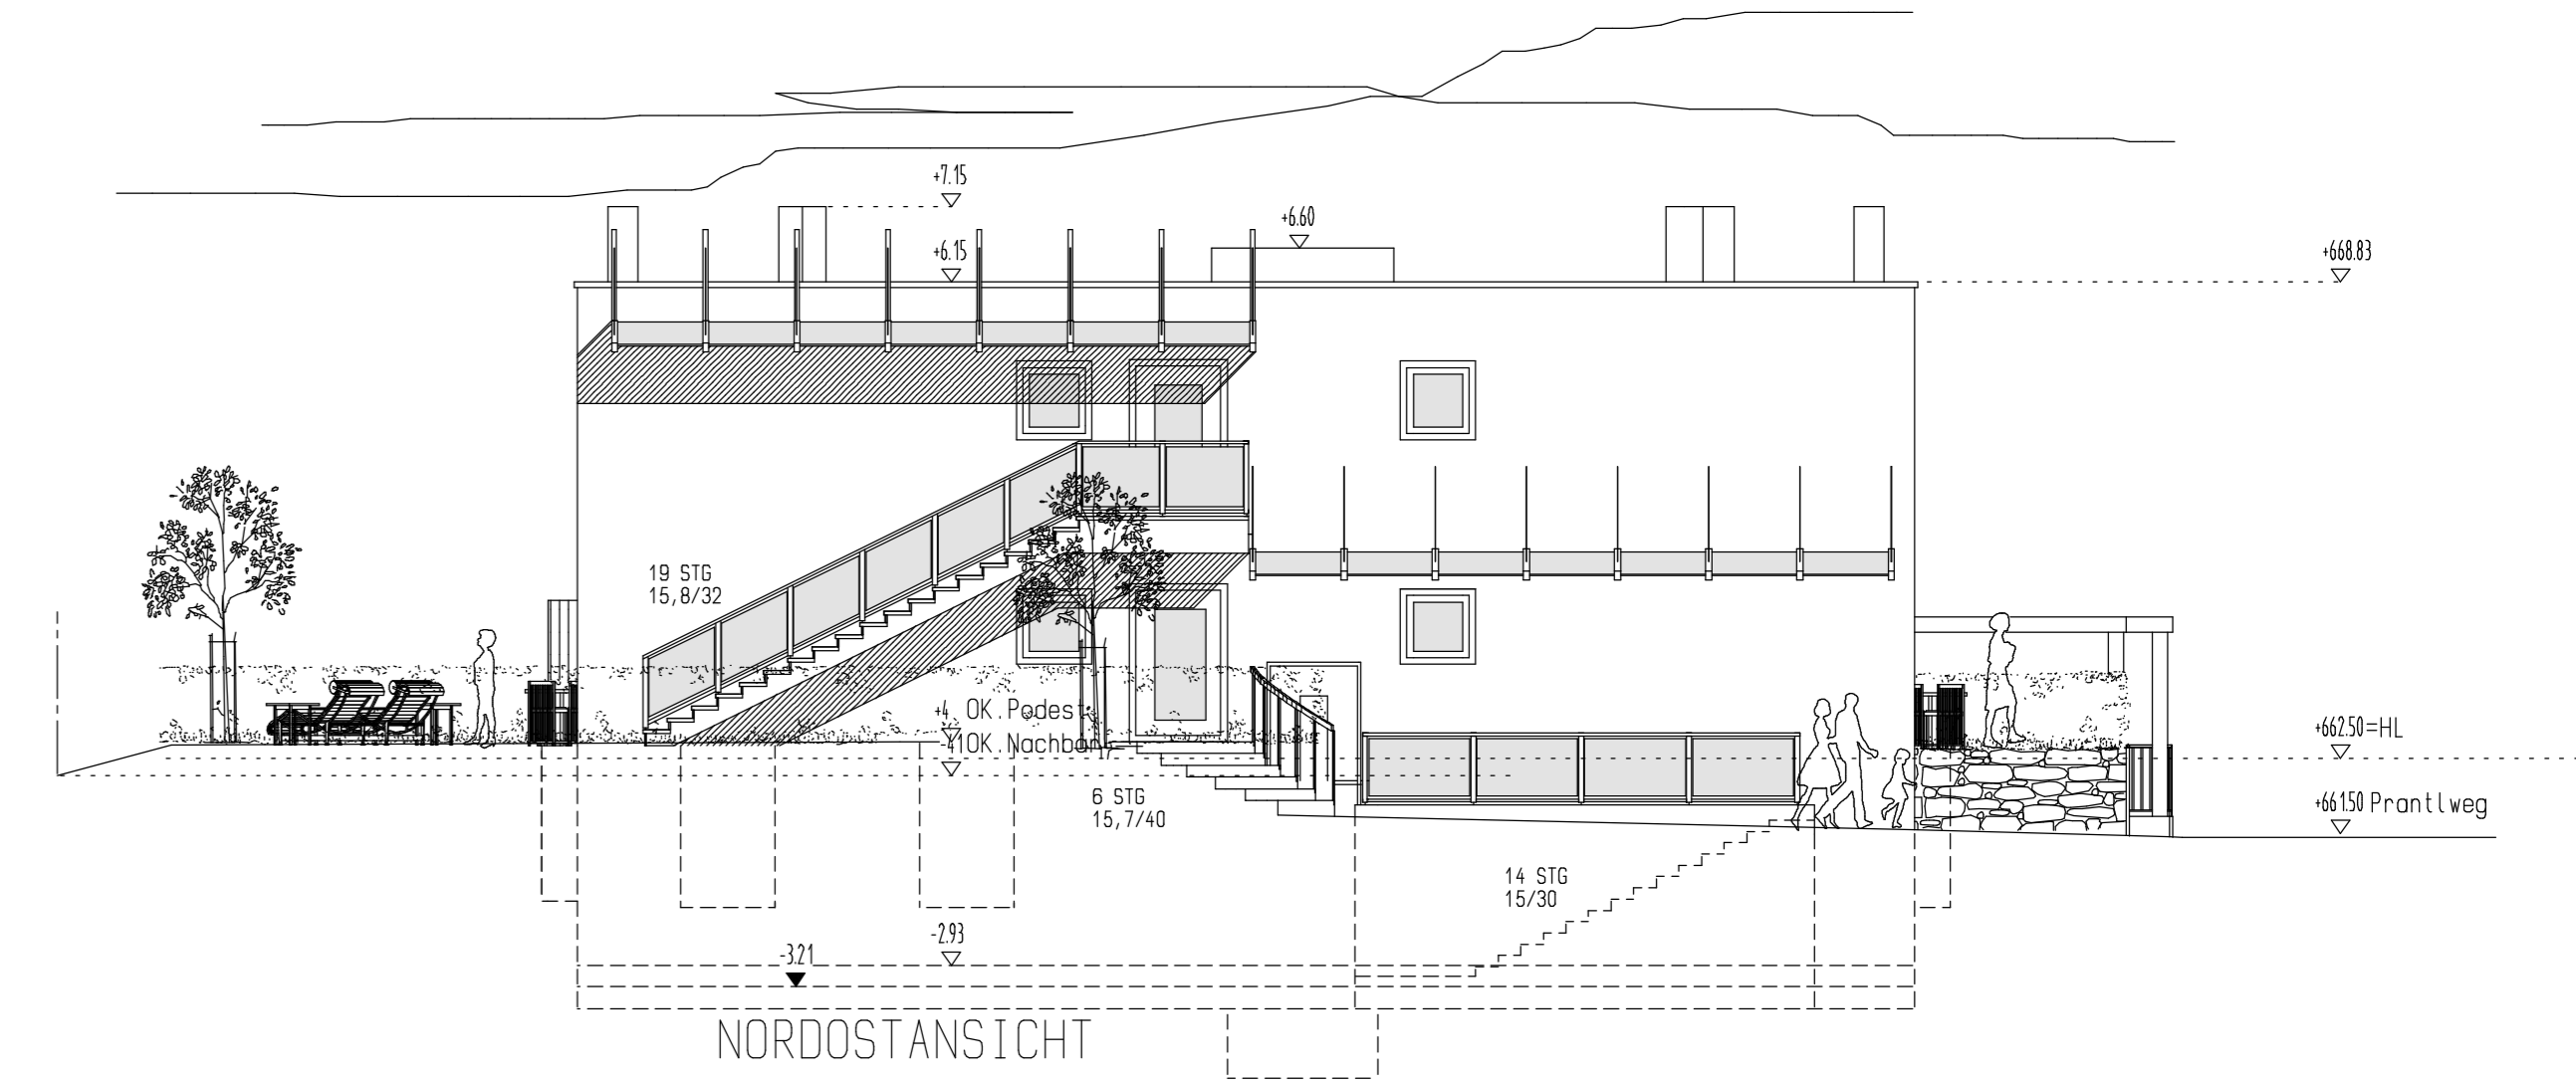 +7.15
+6.60
+6.15
+668.83
19 STG
15,8/32
OK.Podest
+662.50=HL
OK.Nachbar
6 STG
15,7/40
+661.50 Prantlweg
14 STG
15/30
-2.93
-3.21
NORDOSTANSICHT